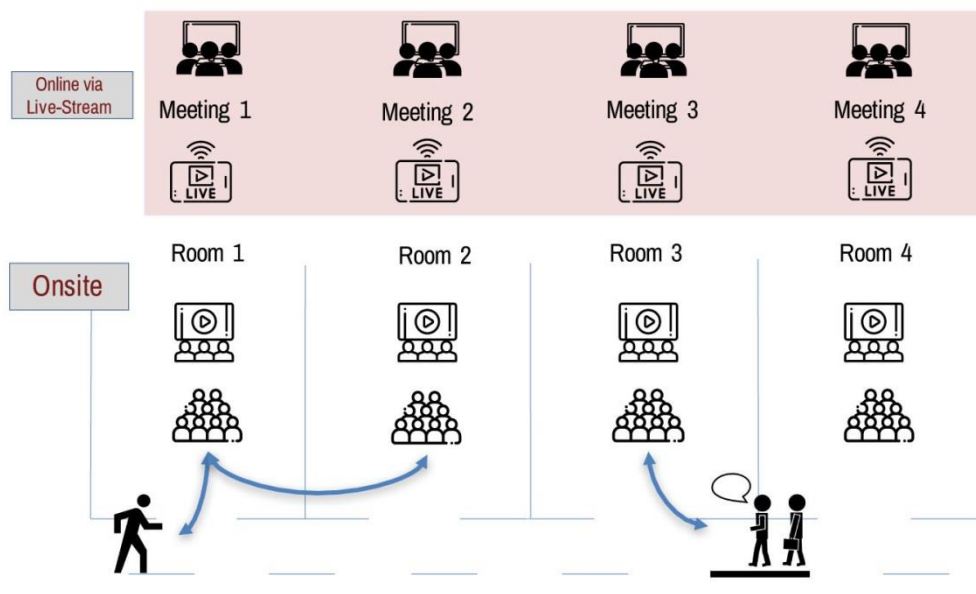 Online via
Live-Stream
Meeting 1
Meeting 2
Meeting 3
Meeting 4
LIVE
LIVE
LIVE
LIVE
Onsite
Room 1
Room 2
Room 3
Room 4